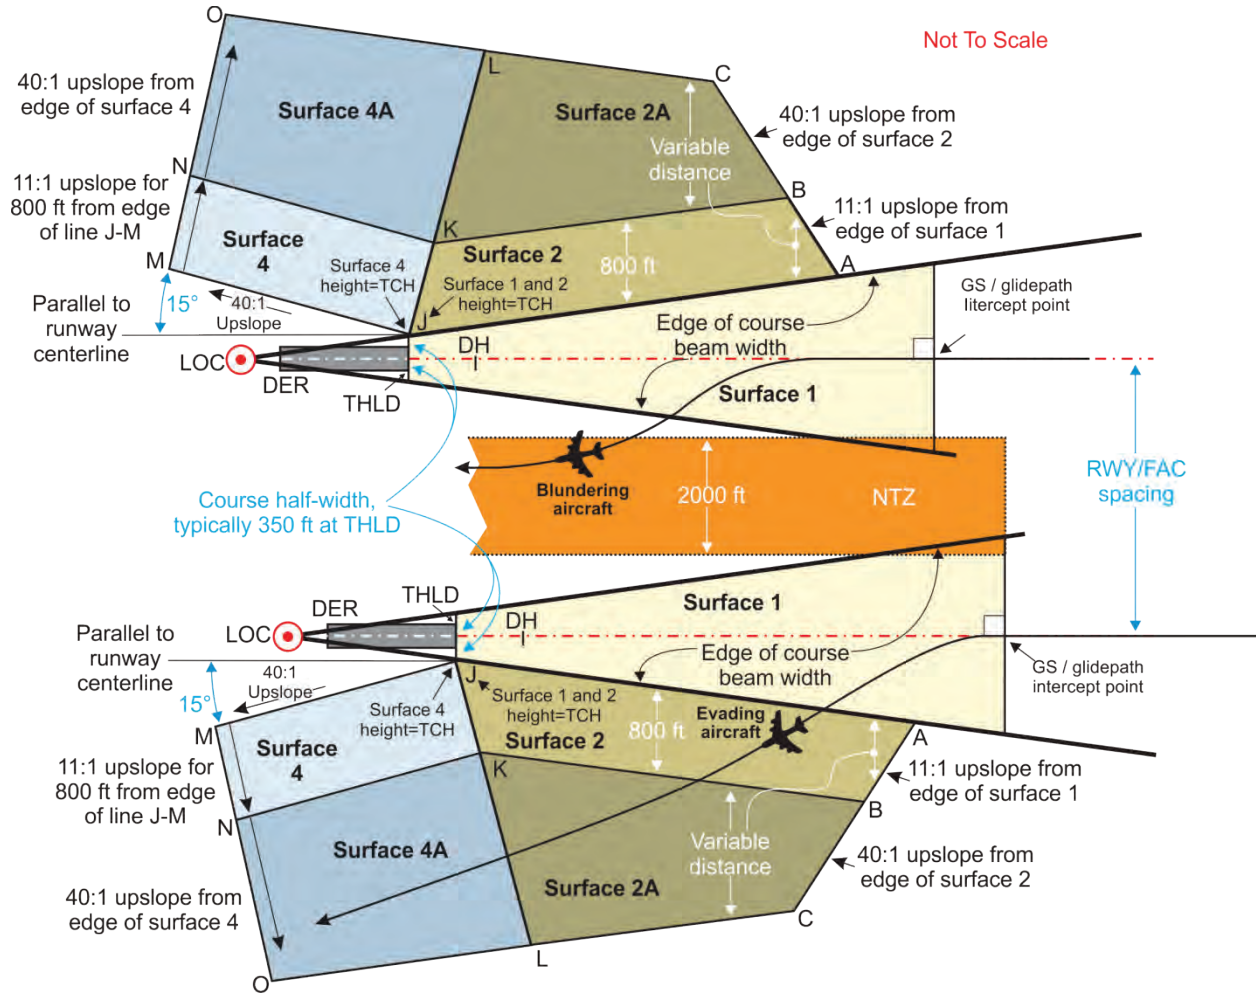 O
Not To Scale
L
C
40:1 upslope from
edge of surface 4
Surface 4A
Surface 2A
40:1 upslope from
edge of surface 2
Variable
distance
N
B
11:1 upslope for
800 ft from edge
of line J-M
11:1 upslope from
edge of surface 1
K
Surface
4
Surface 2
M
Surface 4
height=TCH
Surface 1 and 2
height=TCH
800 ft
A
15°
40:1
Upslope
J
GS / glidepath
Litercept point
Parallel to
runway
centerline
Edge of course
beam width
DH
LOC
DER
THLD
Surface 1
Course half-width,
typically 350 ft at THLD
Blundering
aircraft
2000 ft
NTZ
RWY/FAC
spacing
THLD
DER
Surface 1
DH
LOC
Parallel to
runway
centerline
Edge of course
beam width
GS / glidepath
intercept point
40:1
Upslope
J
15°
Surface 4
height=TCH
Surface 1 and 2
height=TCH
Evading
aircraft
800 ft
M
Surface
4
Surface 2
A
K
11:1 upslope for
800 ft from edge
of line J-M
11:1 upslope from
edge of surface 1
B
N
Variable
distance
Surface 4A
40:1 upslope from
edge of surface 2
Surface 2A
40:1 upslope from
edge of surface 4
C
L
O